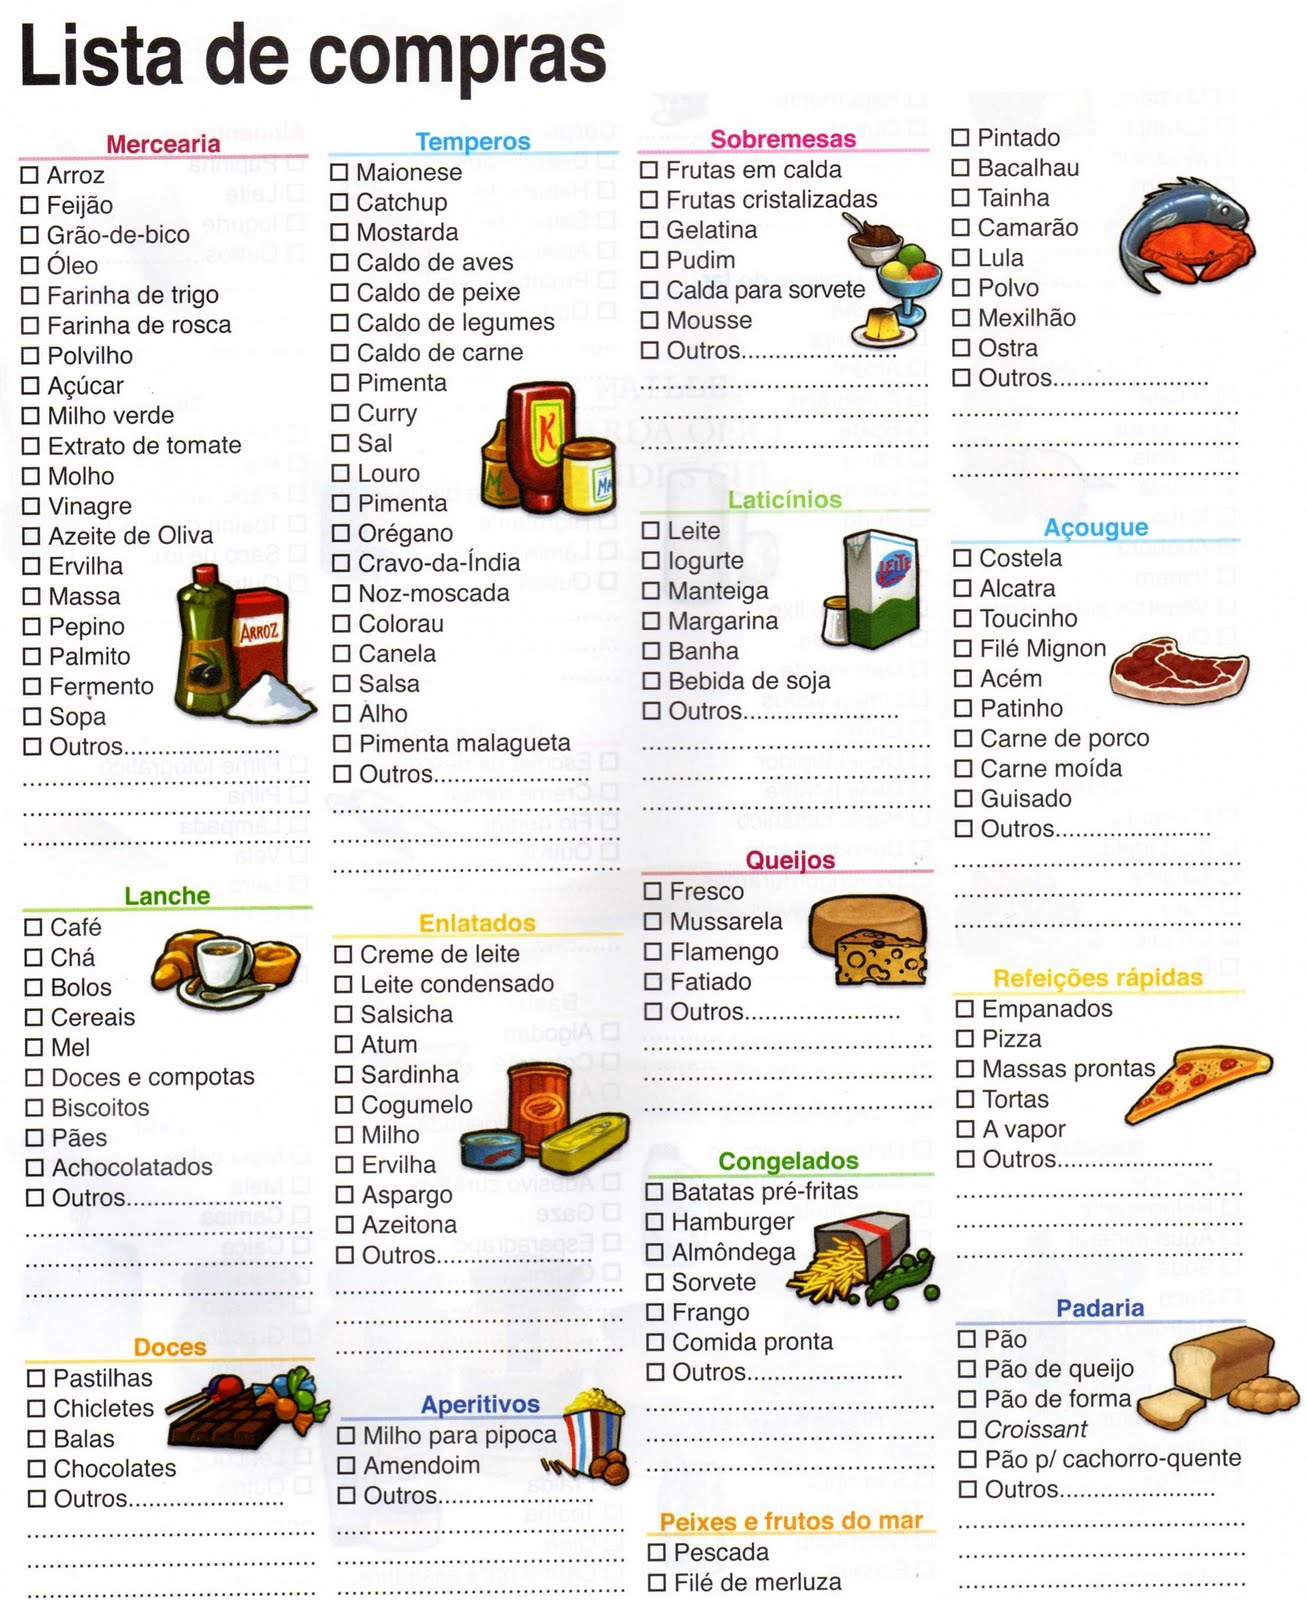 Lista de compras
Mercearia
Arroz
Feijão
Grão-de-bico
Óleo
Farinha de trigo
Farinha de rosca
Polvilho
Açúcar
Milho verde
Extrato de tomate
Molho
Vinagre
Azeite de Oliva
Ervilha
Massa
Pepino
Palmito
Fermento
Sopa
Outros
ARROZ
Lanche
Café
Chá
Bolos
Cereais
Mel
Doces e compotas
Biscoitos
Pães
Achocolatados
Outros
Doces
Pastilhas
Chicletes
Balas
Chocolates
Outros
Temperos
Maionese
Catchup
Mostarda
Caldo de aves
Caldo de peixe
Caldo de legumes
Caldo de carne
Pimenta
Curry
Sal
Louro
Pimenta
Orégano
Cravo-da-Índia
Noz-moscada
Colorau
Canela
Salsa
Alho
Pimenta malagueta
Outros
M K MA
Enlatados
Creme de leite
Leite condensado
Salsicha
Atum
Sardinha
Cogumelo
Milho
Ervilha
Aspargo
Azeitona
Outros
Aperitivos
Milho para pipoca
Amendoim
Outros
Sobremesas
Frutas em calda
Frutas cristalizadas
Gelatina
Pudim
Calda para sorvete
Mousse
Outros
Laticínios
Leite
Iogurte
Manteiga
Margarina
Banha
Bebida de soja
Outros
LEITE
Queijos
Fresco
Mussarela
Flamengo
Fatiado
Outros
Congelados
Batatas pré-fritas
Hamburger
Almôndega
Sorvete
Frango
Comida pronta
Outros
Peixes e frutos do mar
Pescada
Filé de merluza
Pintado
Bacalhau
Tainha
Camarão
Lula
Polvo
Mexilhão
Ostra
Outros
Açougue
Costela
Alcatra
Toucinho
Filé Mignon
Acém
Patinho
Carne de porco
Carne moída
Guisado
Outros
Refeições rápidas
Empanados
Pizza
Massas prontas
Tortas
A vapor
Outros
Padaria
Pão
Pão de queijo
Pão de forma
Croissant
Pão p/ cachorro-quente
Outros